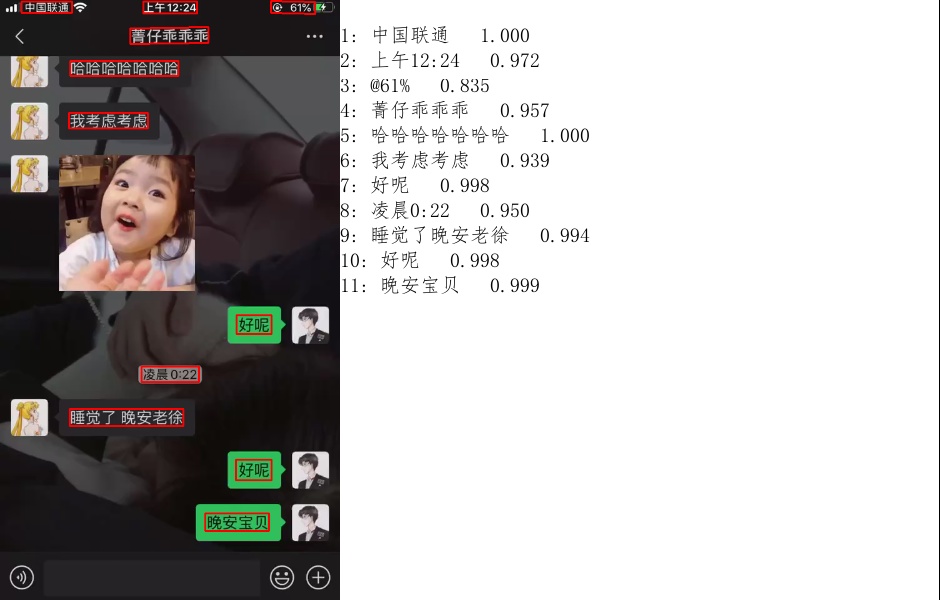 中国联通 上午12:24 61%
菁仔乖乖乖
哈哈哈哈哈哈哈
我考虑考虑
好呢
凌晨0:22
睡觉了 晚安老徐
好呢
晚安宝贝
1: 中国联通 1.000
2: 上午12:24 0.972
3: @61% 0.835
4: 菁仔乖乖乖 0.957
5: 哈哈哈哈哈哈哈 1.000
6: 我考虑考虑 0.939
7: 好呢 0.998
8: 凌晨0:22 0.950
9: 睡觉了晚安老徐 0.994
10: 好呢 0.998
11: 晚安宝贝 0.999